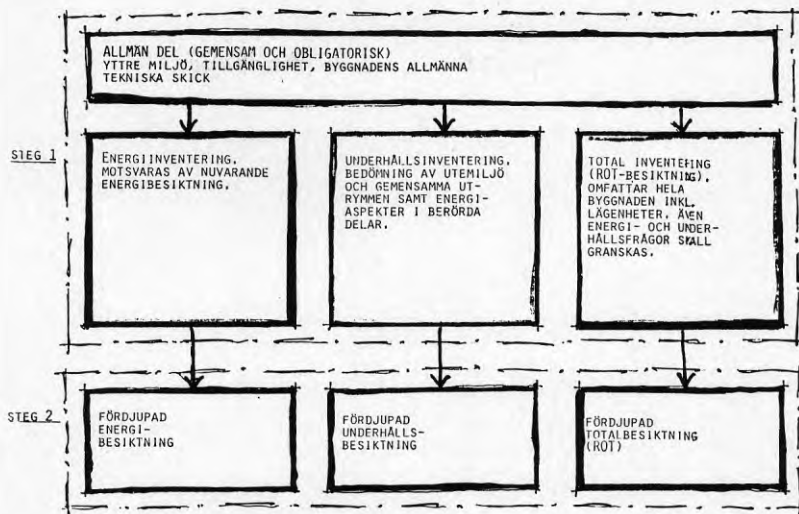 ALLMÄN DEL (GEMENSAM OCH OBLIGATORISK)
YTTRE MILJÖ, TILLGÄNGLIGHET, BYGGNADENS ALLMÄNNA
TEKNISKA SKICK
STEG 1
ENERGIINVENTERING.
MOTSVARAS AV NUVARANDE
ENERGIBESIKTNING.
UNDERHÅLLSINVENTERING.
BEDÖMNING AV UTEMILJÖ
OCH GEMENSAMMA UT-
RYMMEN SAMT ENERGI-
ASPEKTER I BERÖRDA
DELAR.
TOTAL INVENTERING
(ROT-BESIKTNING).
OMFATTAR HELA
BYGGNADEN INKL.
LÄGENHETER. ÄVEN
ENERGI- OCH UNDER-
HÅLLSFRÅGOR SKALL
GRANSKAS.
STEG 2
FÖRDJUPAD
ENERGI-
BESIKTNING
FÖRDJUPAD
UNDERHÅLLS-
BESIKTNING
FÖRDJUPAD
TOTALBESIKTNING
(ROT)